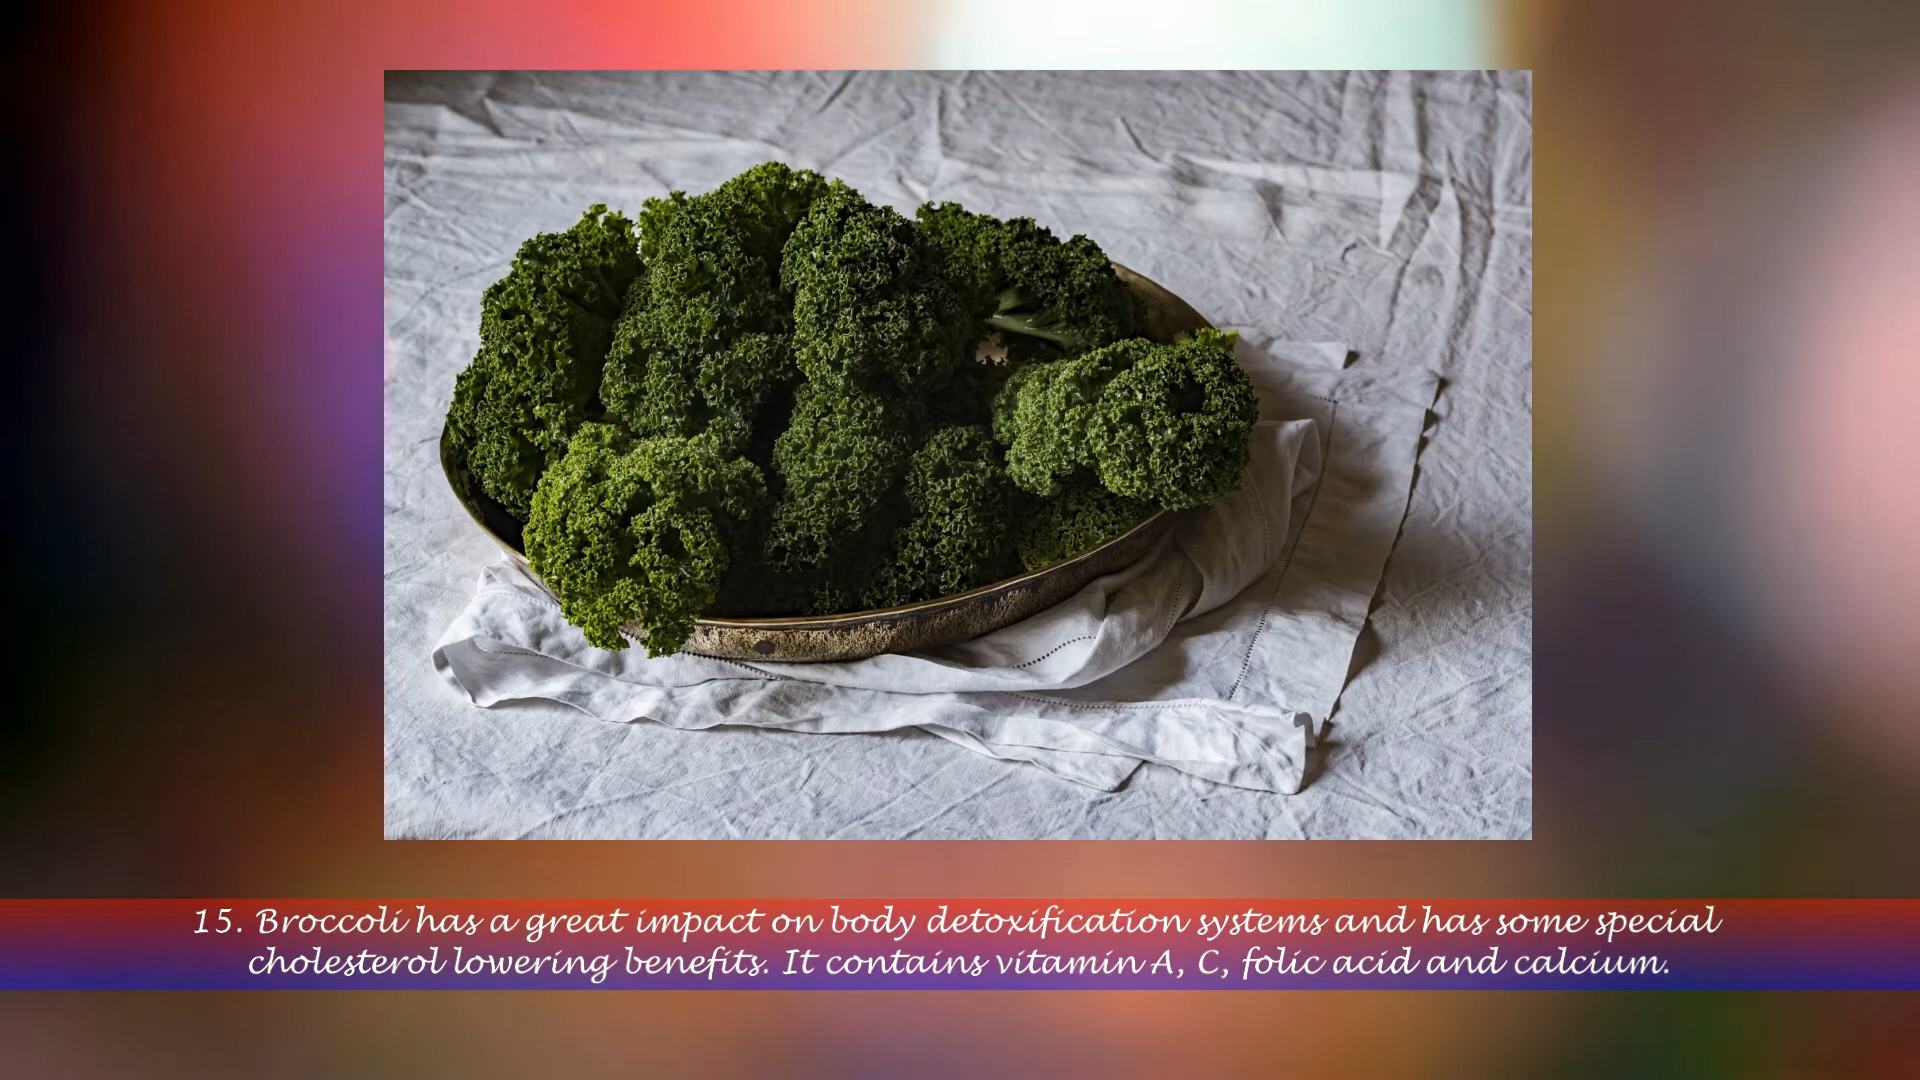 15. Broccoli has a great impact on body detoxification systems and has some special
cholesterol lowering benefits. It contains vitamin A, C, folic acid and calcium.